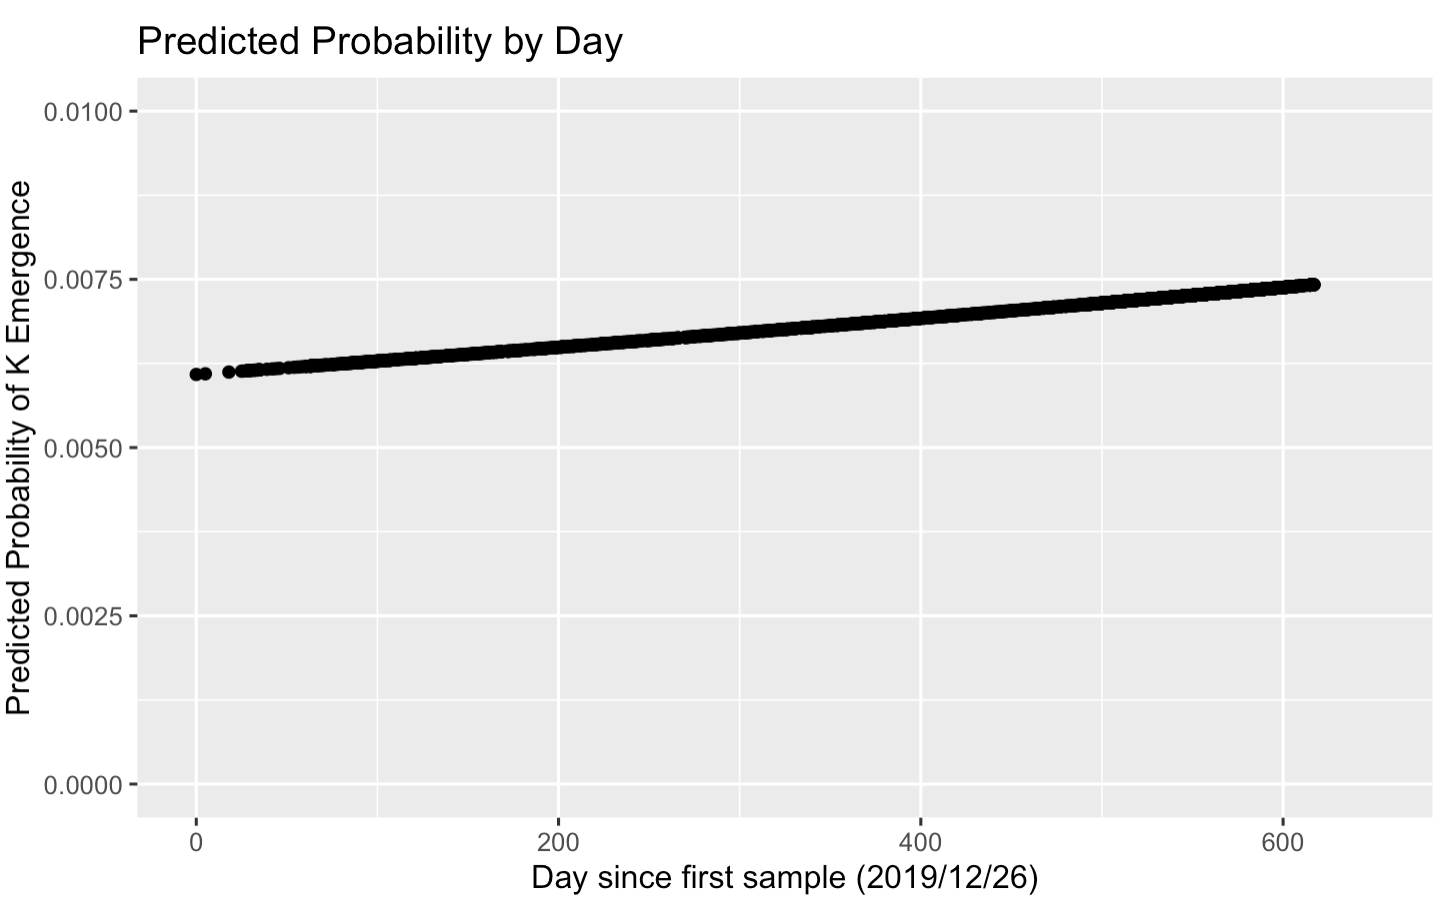 Predicted Probability by Day
Predicted Probability of K Emergence
0.0100
0.0075
0.0050
0.0025
0.0000
0 200 400 600
Day since first sample (2019/12/26)